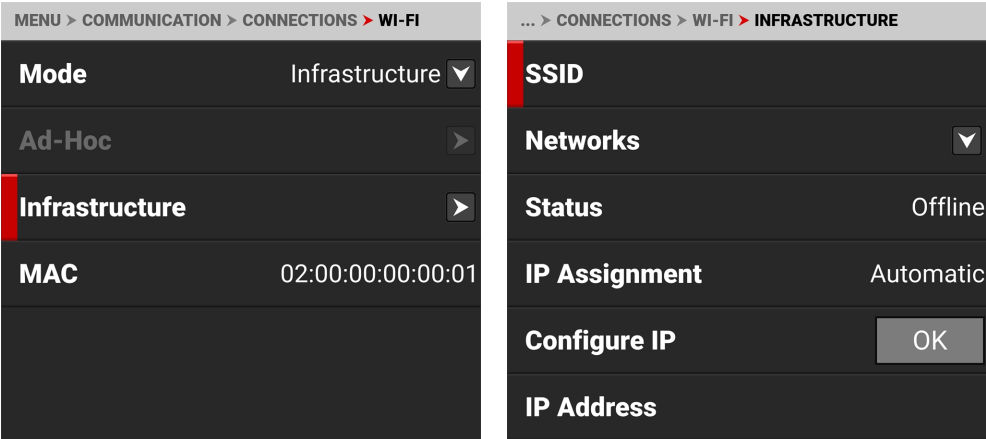 MENU > COMMUNICATION > CONNECTIONS > WI-FI
Mode Infrastructure
Ad-Hoc
Infrastructure
MAC 02:00:00:00:00:01
... > CONNECTIONS > WI-FI > INFRASTRUCTURE
SSID
Networks
Status Offline
IP Assignment Automatic
Configure IP OK
IP Address